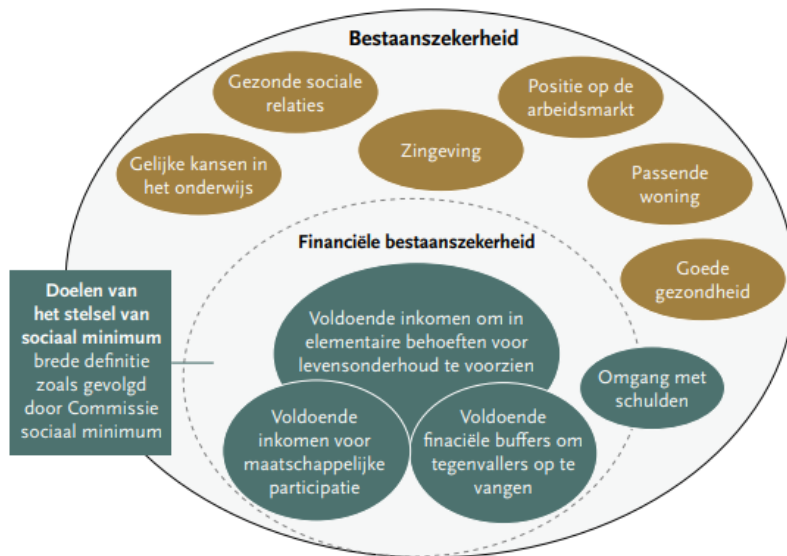 Bestaanszekerheid
Gezonde sociale
relaties
Positie op de
arbeidsmarkt
Zingeving
Gelijke kansen in
het onderwijs
Passende
woning
Financiële bestaanszekerheid
Goede
gezondheid
Doelen van
het stelsel van
sociaal minimum
brede definitie
zoals gevolgd
door Commissie
sociaal minimum
Voldoende inkomen om in
elementaire behoeften voor
levensonderhoud te voorzien
Omgang met
schulden
Voldoende
inkomen voor
maatschappelijke
participatie
Voldoende
finaciële buffers om
tegenvallers op te
vangen